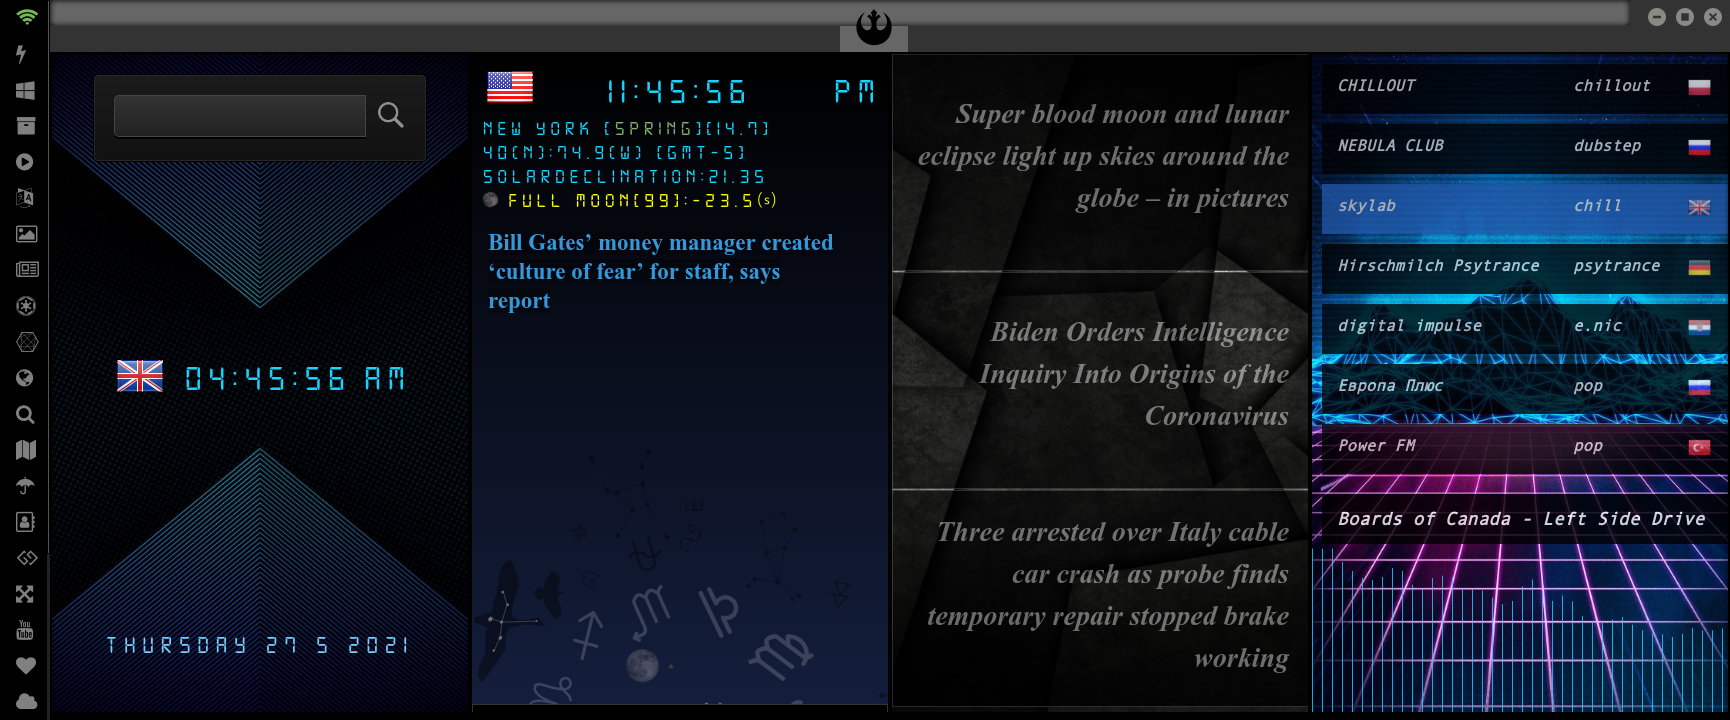 04:45:56 AM
THURSDAY 27 5 2021
11:45:56 PM
NEW YORK [SPRING][14.7]
40(N):74.9(W) [GMT-5]
SOLARDECLINATION:21.35
FULL MOON[99]:-23.5(s)
Bill Gates’ money manager created
‘culture of fear’ for staff, says
report
Super blood moon and lunar
eclipse light up skies around the
globe – in pictures
Biden Orders Intelligence
Inquiry Into Origins of the
Coronavirus
Three arrested over Italy cable
car crash as probe finds
temporary repair stopped brake
working
CHILLOUT chillout
NEBULA CLUB dubstep
skylab chill
Hirschmilch Psytrance psytrance
digital impulse e.nic
Европа Плюс pop
Power FM pop
Boards of Canada - Left Side Drive
You
Tube